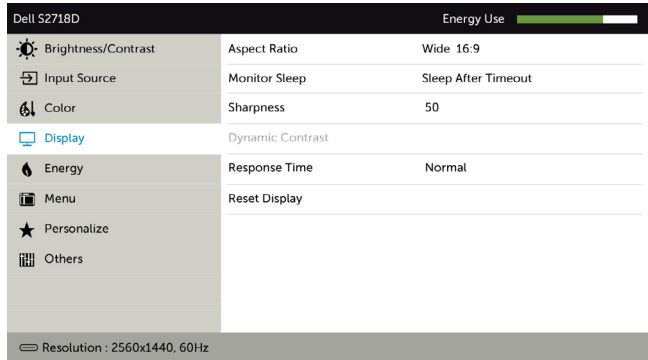 Dell S2718D Energy Use
Brightness/Contrast Aspect Ratio Wide 16:9
Input Source Monitor Sleep Sleep After Timeout
Color Sharpness 50
Display Dynamic Contrast
Energy Response Time Normal
Menu Reset Display
Personalize
Others
Resolution : 2560x1440, 60Hz